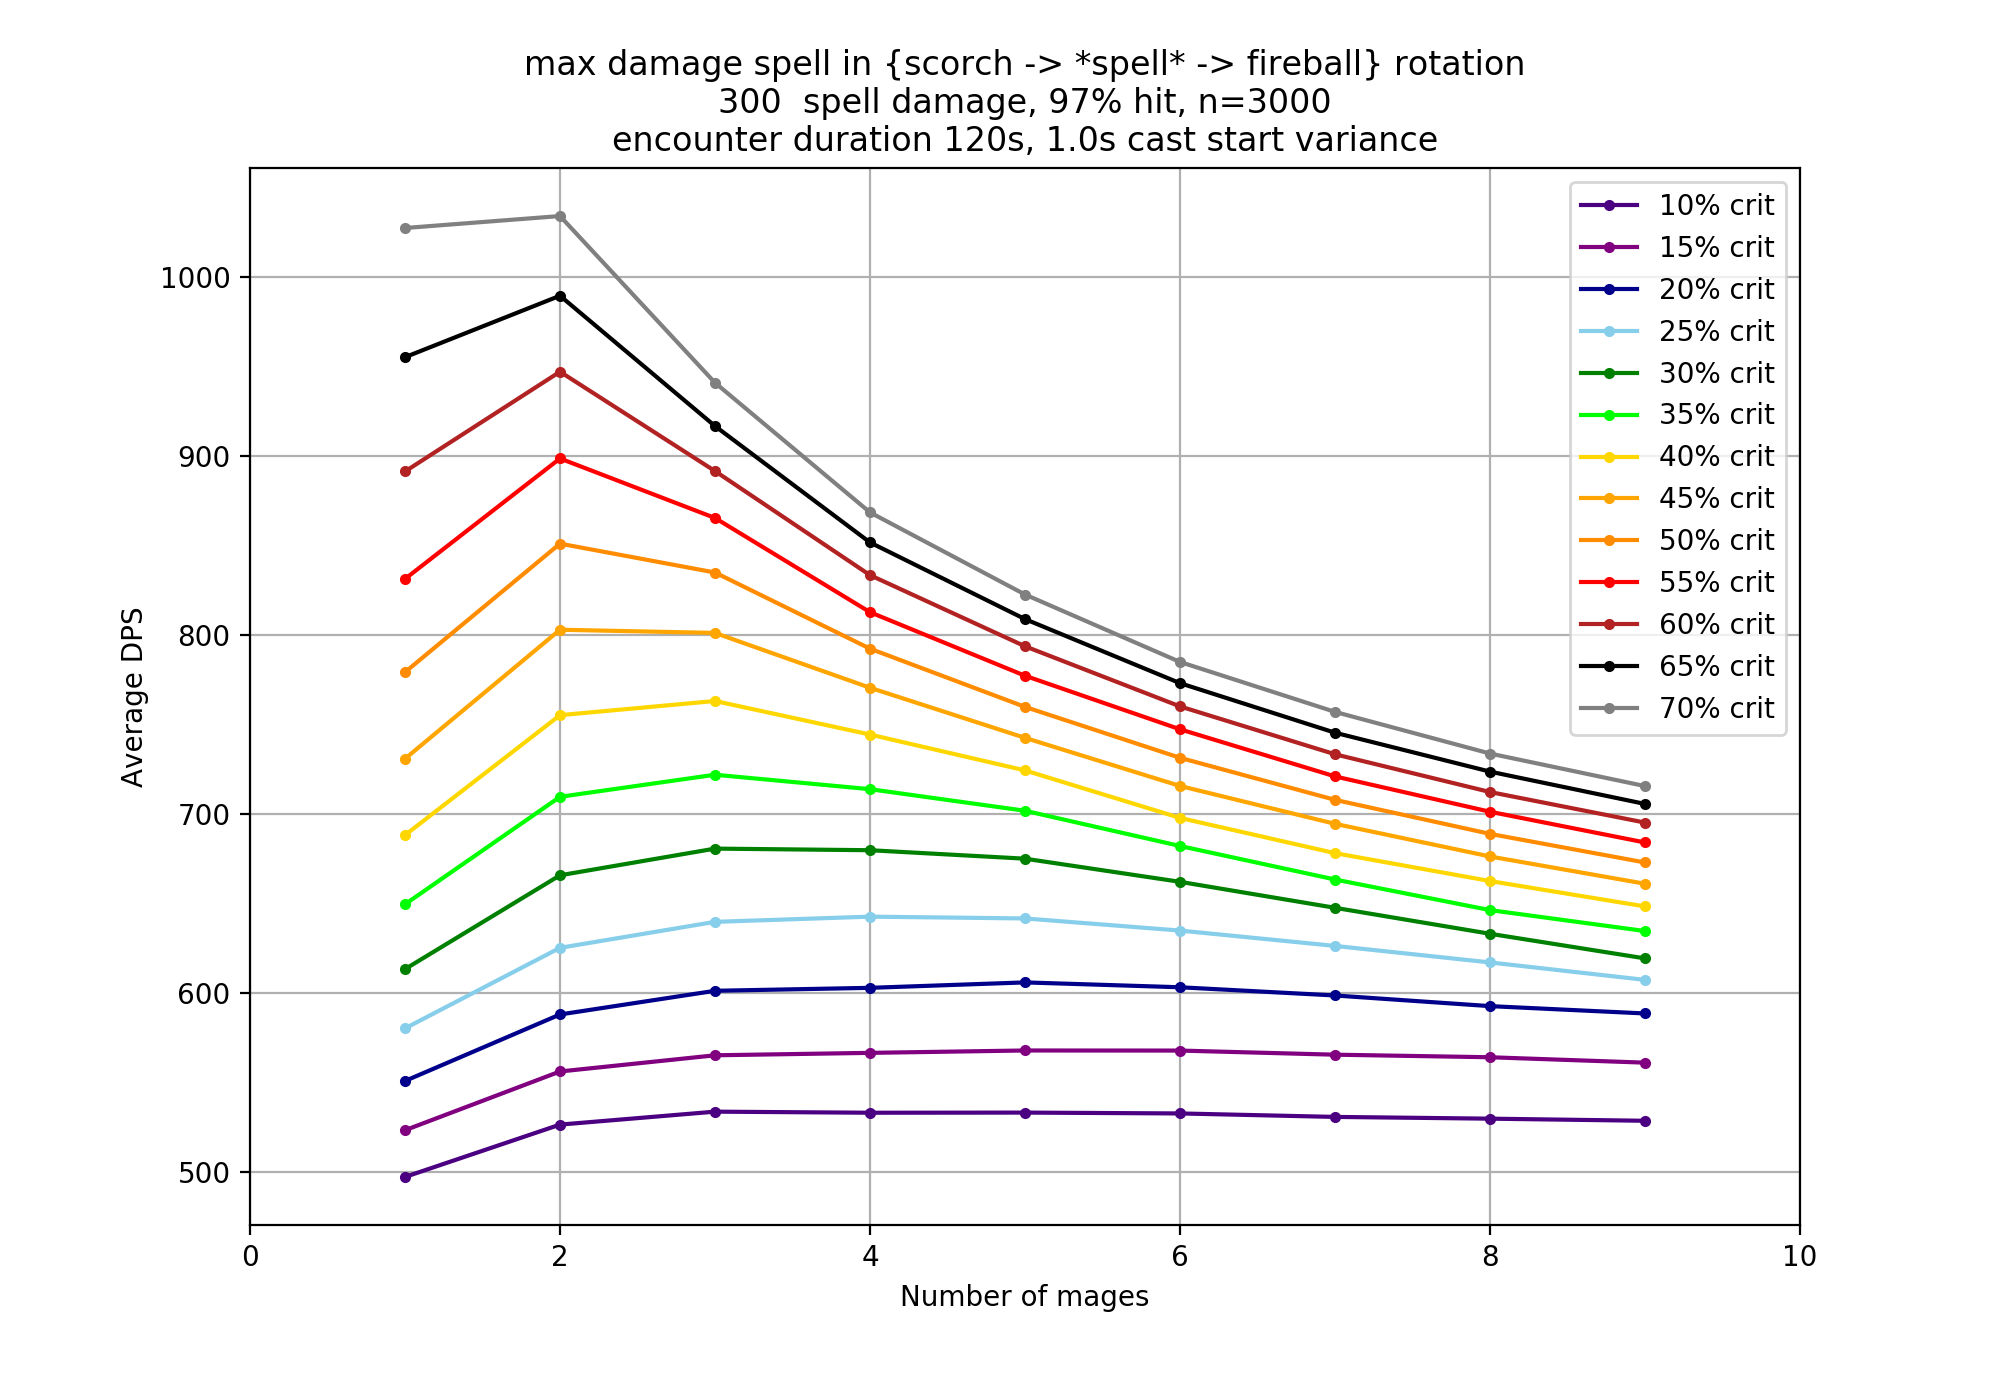 max damage spell in {scorch -> *spell* -> fireball} rotation
300  spell damage, 97% hit, n=3000
encounter duration 120s, 1.0s cast start variance
10% crit
15% crit
20% crit
25% crit
30% crit
35% crit
40% crit
45% crit
50% crit
55% crit
60% crit
65% crit
70% crit
Average DPS
1000
900
800
700
600
500
0 2 4 6 8 10
Number of mages